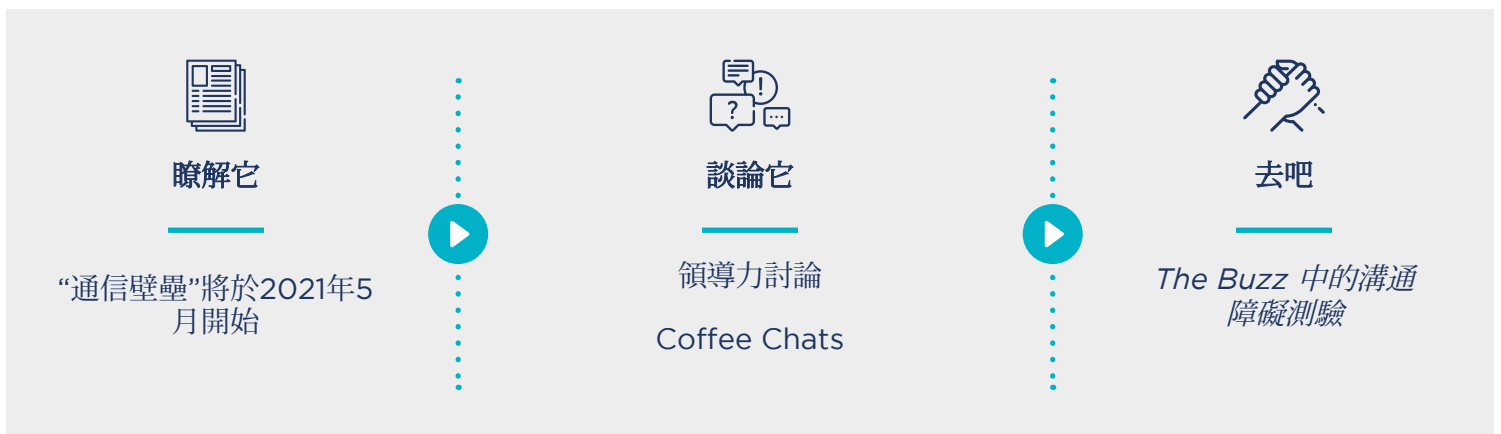 瞭解它
“通信壁壘”將於2021年5
月開始
談論它
領導力討論
Coffee Chats
去吧
The Buzz 中的溝通
障礙測驗